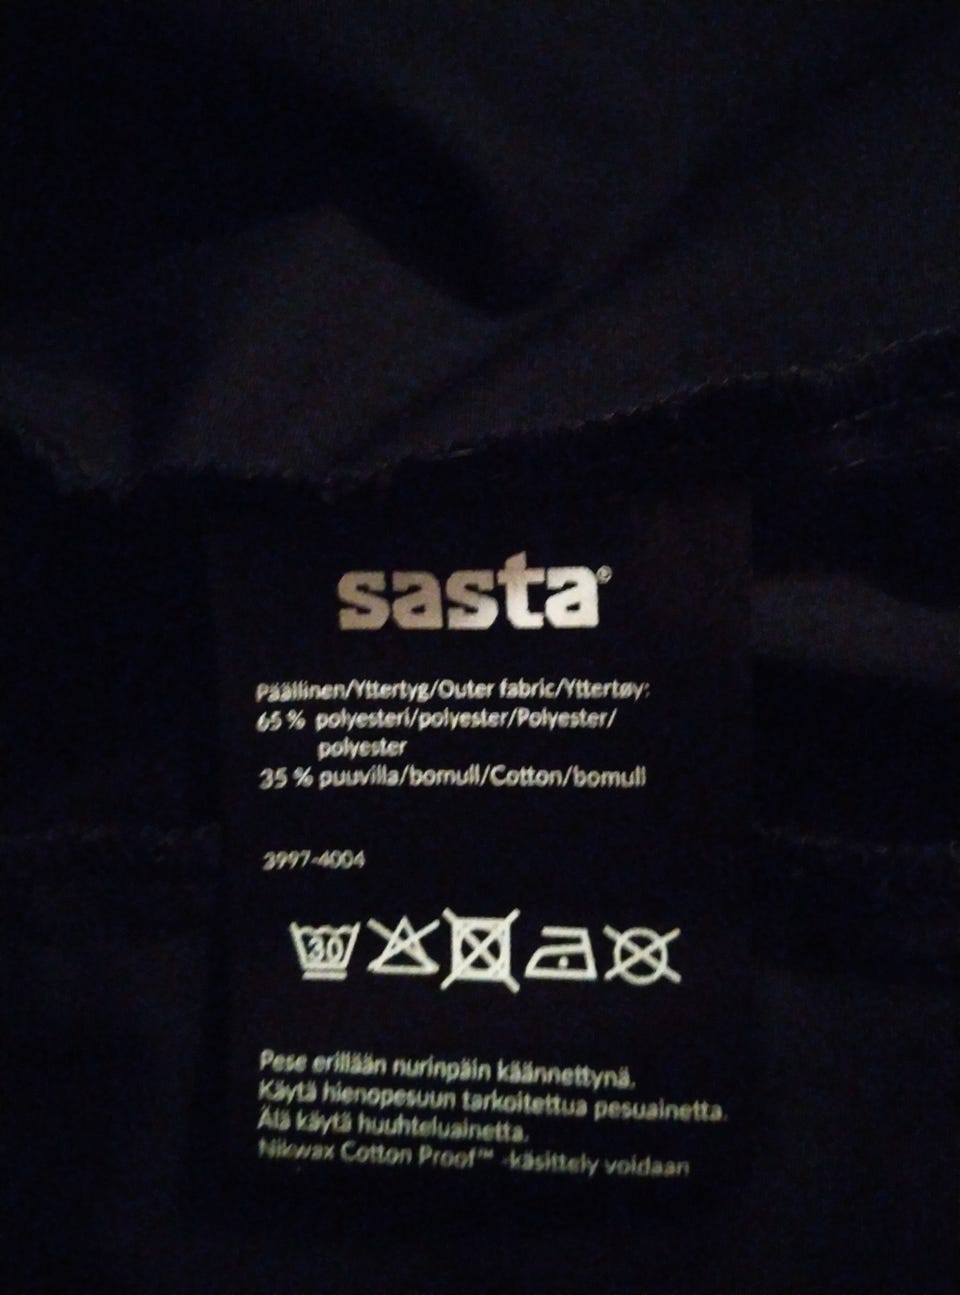 sasta®
Päällinen/Yttertyg/Outer fabric/Yttertøy:
65 % polyesteri/polyester/Polyester/
polyester
35 % puuvilla/bomull/Cotton/bomull
3997-4004
30
Pese erillään nurinpäin käännettynä.
Käytä hienopesuun tarkoitettua pesuainetta.
Älä käytä huuhteluainetta.
Nikwax Cotton Proof™ -käsittely voidaan